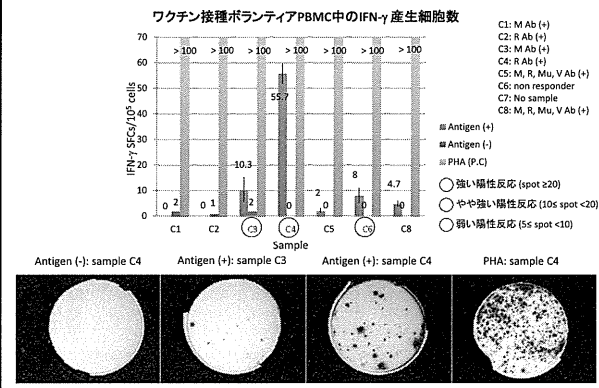 ワクチン接種ボランティアPBMC中のIFN-γ 産生細胞数
C1: M Ab (+)
C2: R Ab (+)
C3: M Ab (+)
C4: R Ab (+)
C5: M, R, Mu, V Ab (+)
C6: non responder
C7: No sample
C8: M, R, Mu, V Ab (+)
Antigen (+)
Antigen (-)
PHA (P.C)
強い陽性反応 (spot ≥20)
やや強い陽性反応 (10≤ spot <20)
弱い陽性反応 (5≤ spot <10)
IFN-γ SFCs/10⁵ cells
70
60
50
40
30
20
10
0
> 100 > 100 > 100 > 100 > 100 > 100 > 100
0 2 0 1 10.3 2 55.7 0 2 0 8 0 4.7 0
C1 C2 C3 C4 C5 C6 C8
Sample
Antigen (-): sample C4 Antigen (+): sample C3 Antigen (+): sample C4 PHA: sample C4